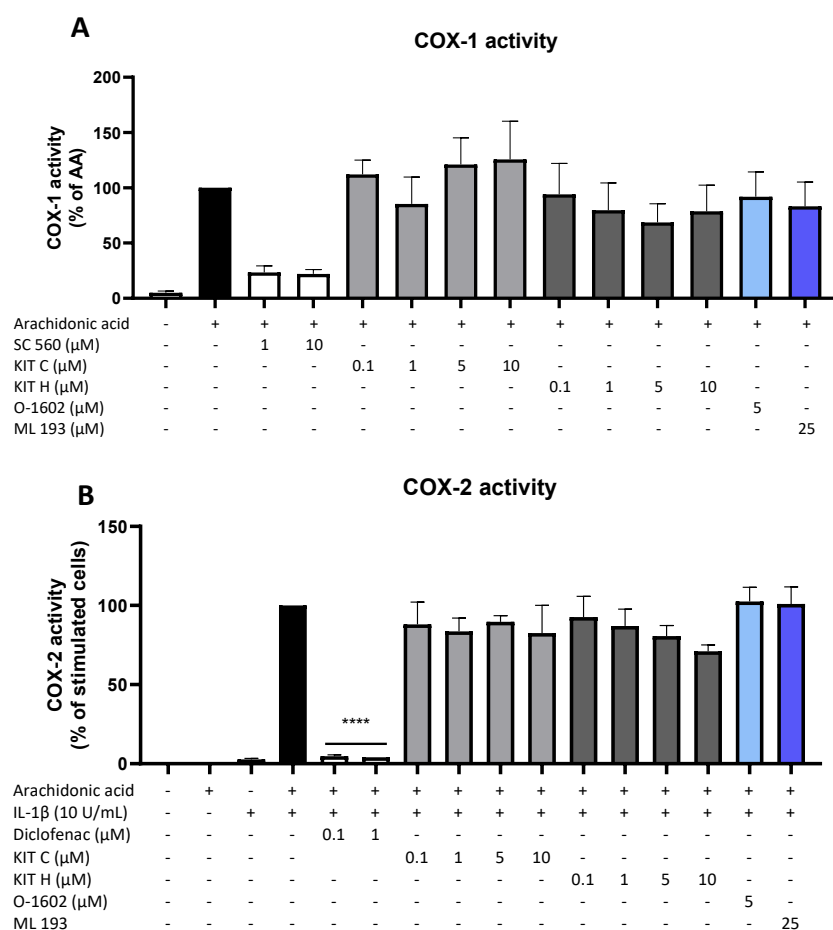 A
COX-1 activity
COX-1 activity
(% of AA)
200
150
100
50
0
Arachidonic acid - + + + + + + + + + + + + +
SC 560 (µM) - - 1 10 - - - - - - - - - -
KIT C (µM) - - - - 0.1 1 5 10 - - - - - -
KIT H (µM) - - - - - - - - 0.1 1 5 10 - -
O-1602 (µM) - - - - - - - - - - - - 5 -
ML 193 (µM) - - - - - - - - - - - - - 25
B
COX-2 activity
COX-2 activity
(% of stimulated cells)
150
100
50
0
****
Arachidonic acid - + - + + + + + + + + + + + + +
IL-1β (10 U/mL) - - + + + + + + + + + + + + + +
Diclofenac (µM) - - - - 0.1 1 - - - - - - - - - -
KIT C (µM) - - - - - - 0.1 1 5 10 - - - - - -
KIT H (µM) - - - - - - - - - - 0.1 1 5 10 - -
O-1602 (µM) - - - - - - - - - - - - - - 5 -
ML 193 - - - - - - - - - - - - - - - 25